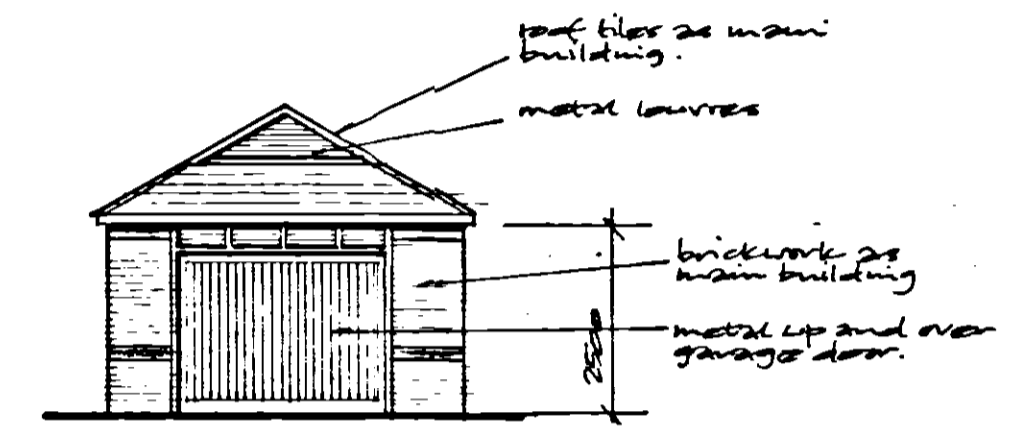 roof tiles as main
building.
metal louvres
brickwork as
main building
metal up and over
garage door.
2500